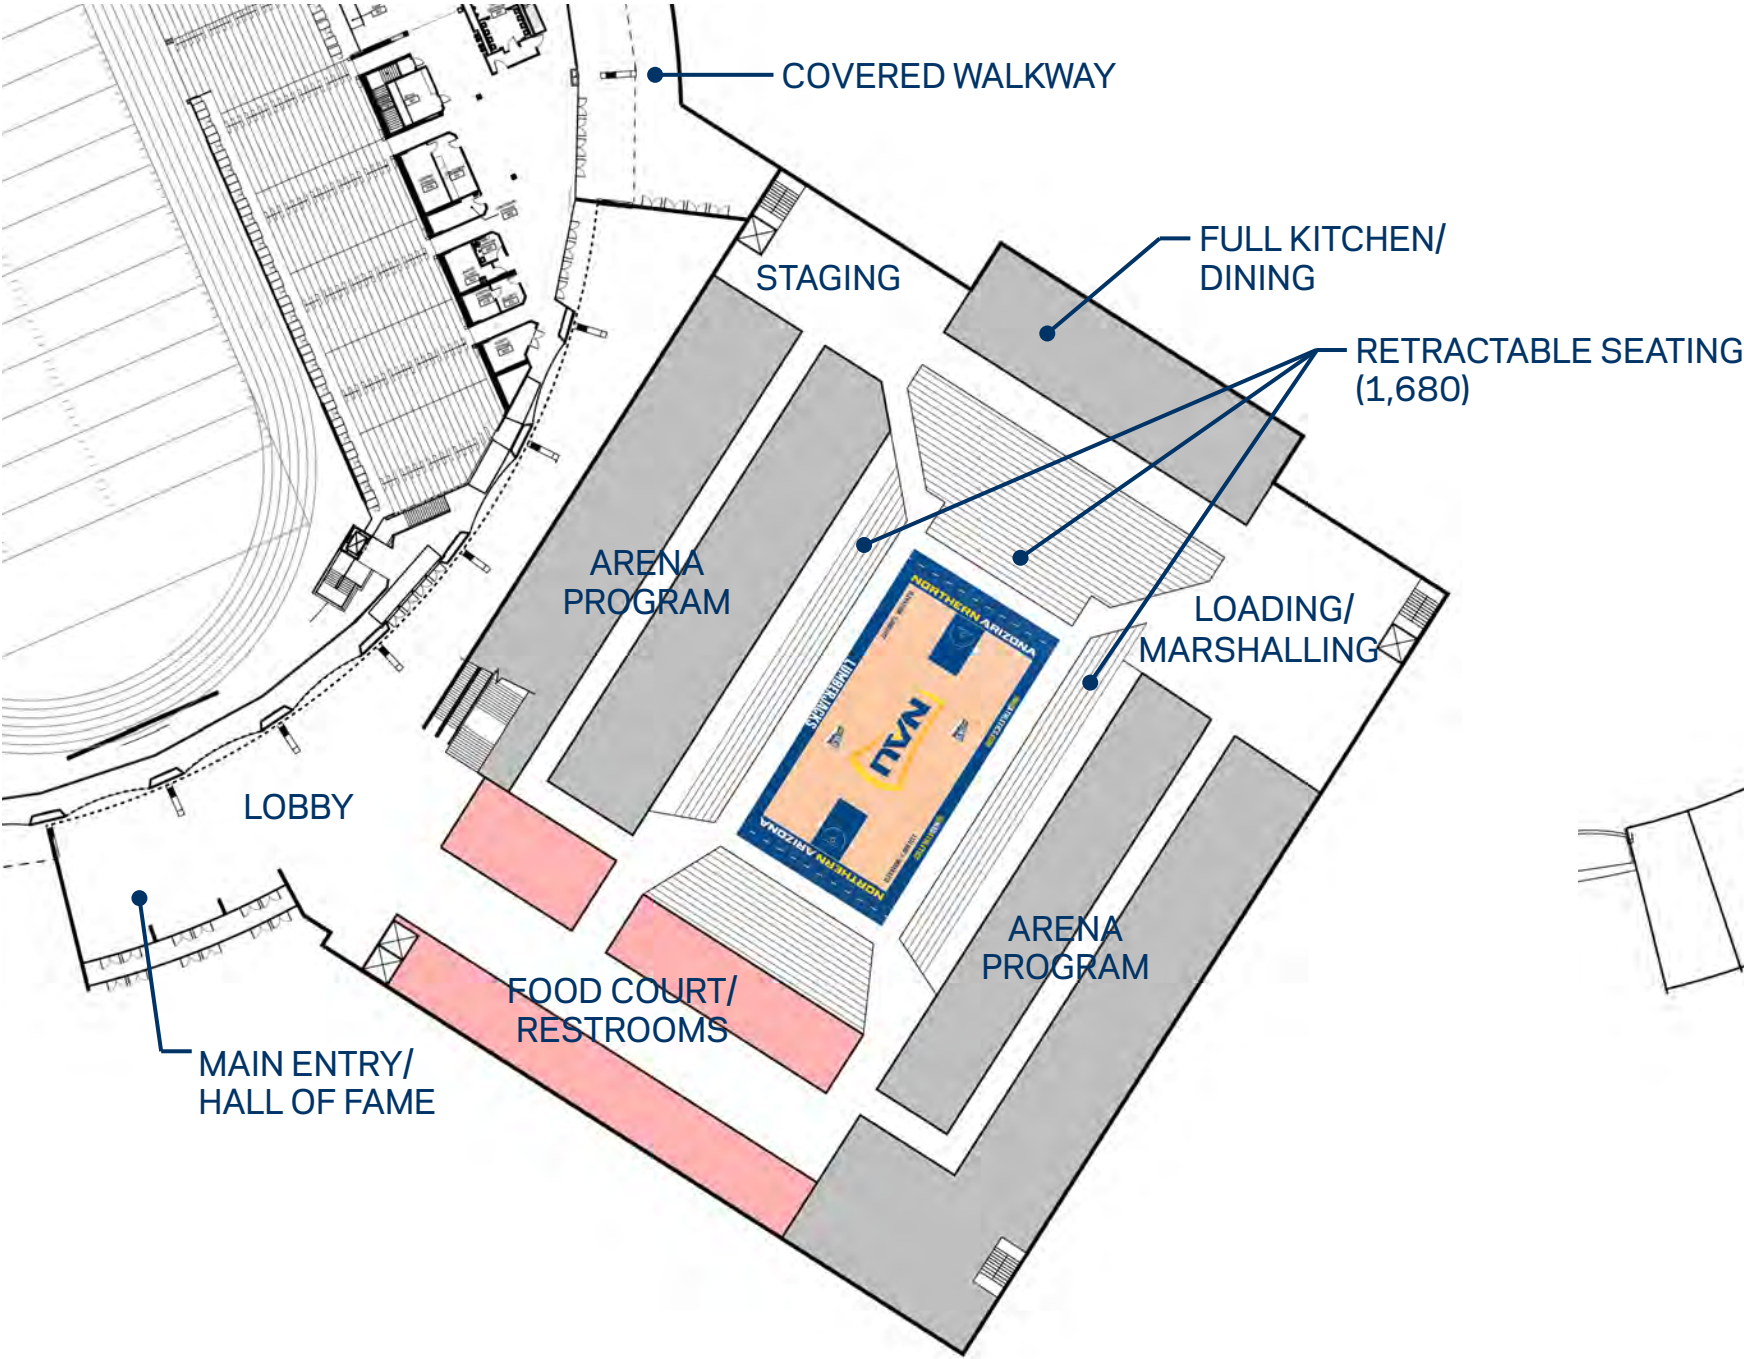 COVERED WALKWAY
FULL KITCHEN/
DINING
STAGING
RETRACTABLE SEATING
(1,680)
ARENA
PROGRAM
LOADING/
MARSHALLING
NORTHERN ARIZONA
LUMBERJACKS
NAU
NORTHERN ARIZONA
LOBBY
ARENA
PROGRAM
FOOD COURT/
RESTROOMS
MAIN ENTRY/
HALL OF FAME